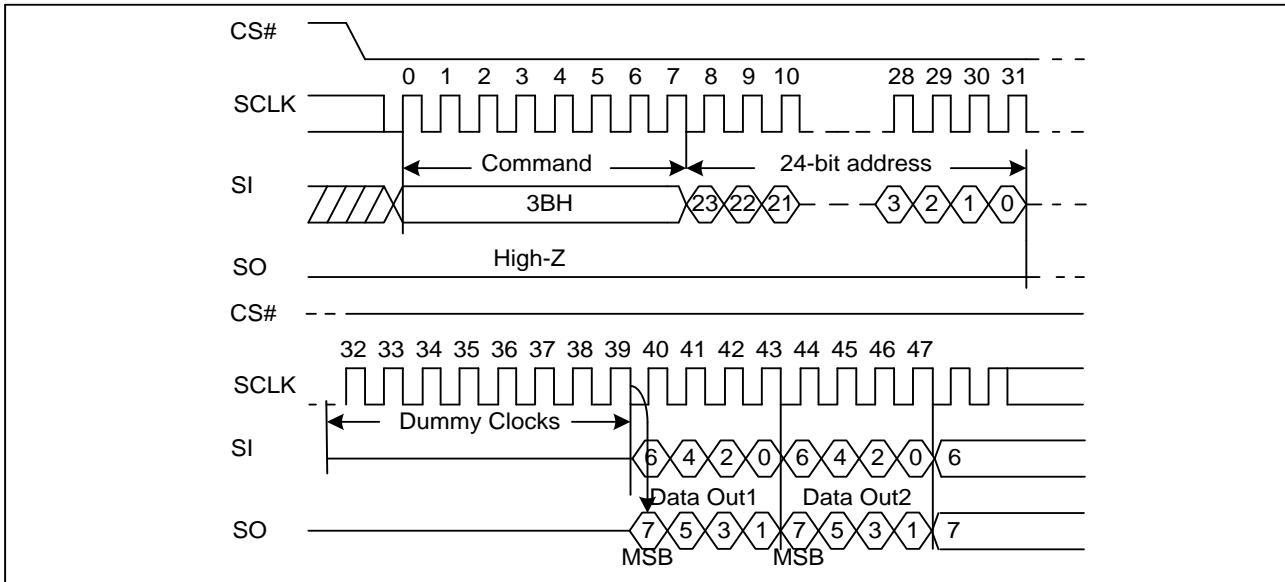 CS#
0 1 2 3 4 5 6 7 8 9 10 28 29 30 31
SCLK
Command 24-bit address
SI
3BH 23 22 21 3 2 1 0
High-Z
SO
CS#
32 33 34 35 36 37 38 39 40 41 42 43 44 45 46 47
SCLK
Dummy Clocks
SI
6 4 2 0 6 4 2 0 6
Data Out1 Data Out2
SO
7 5 3 1 7 5 3 1 7
MSB MSB